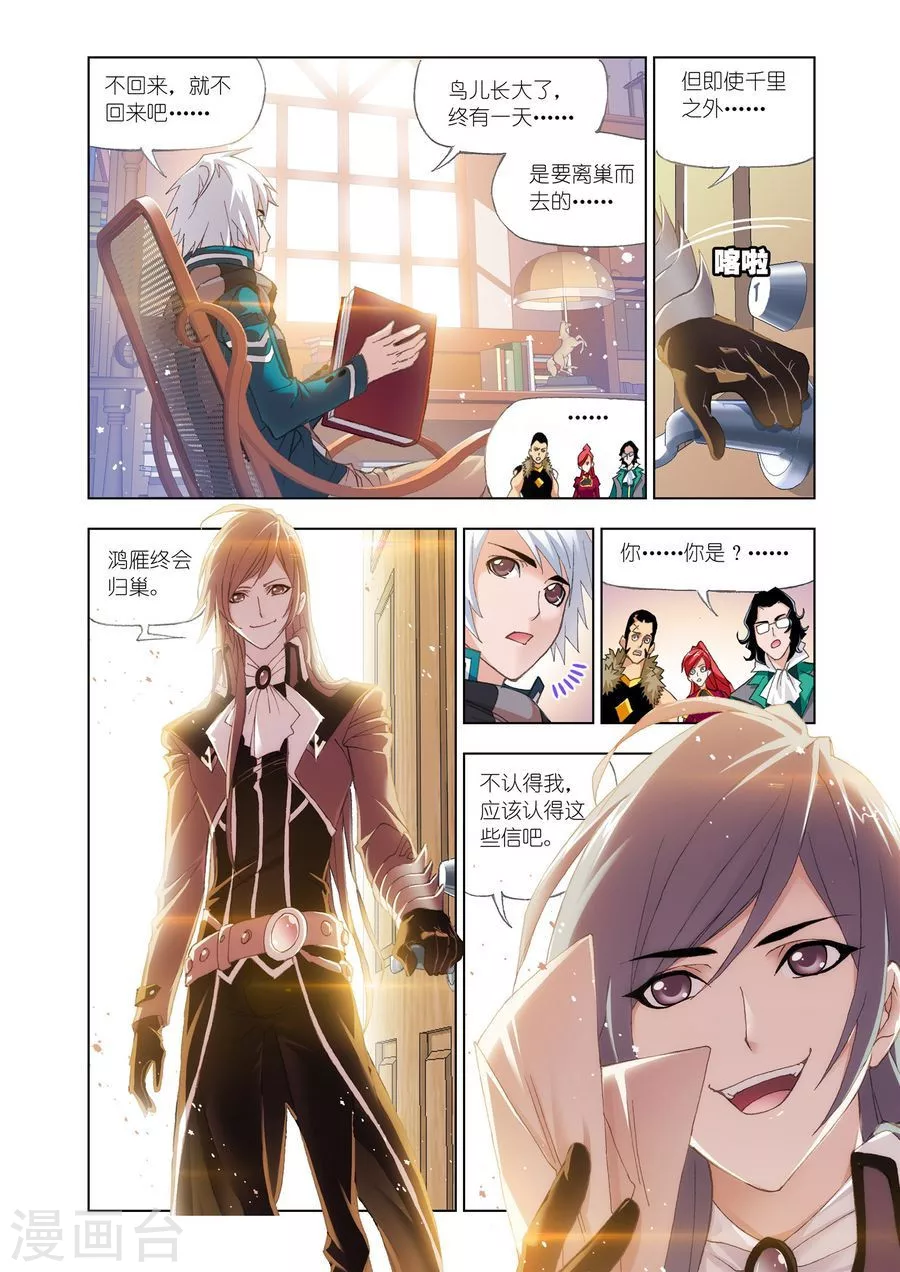 不回来，就不
回来吧……
鸟儿长大了，
终有一天……
是要离巢而
去的……
……
但即使千里
之外……
喀啦
鸿雁终会
归巢。
你……你是？……
不认得我，
应该认得这
些信吧。
漫画台